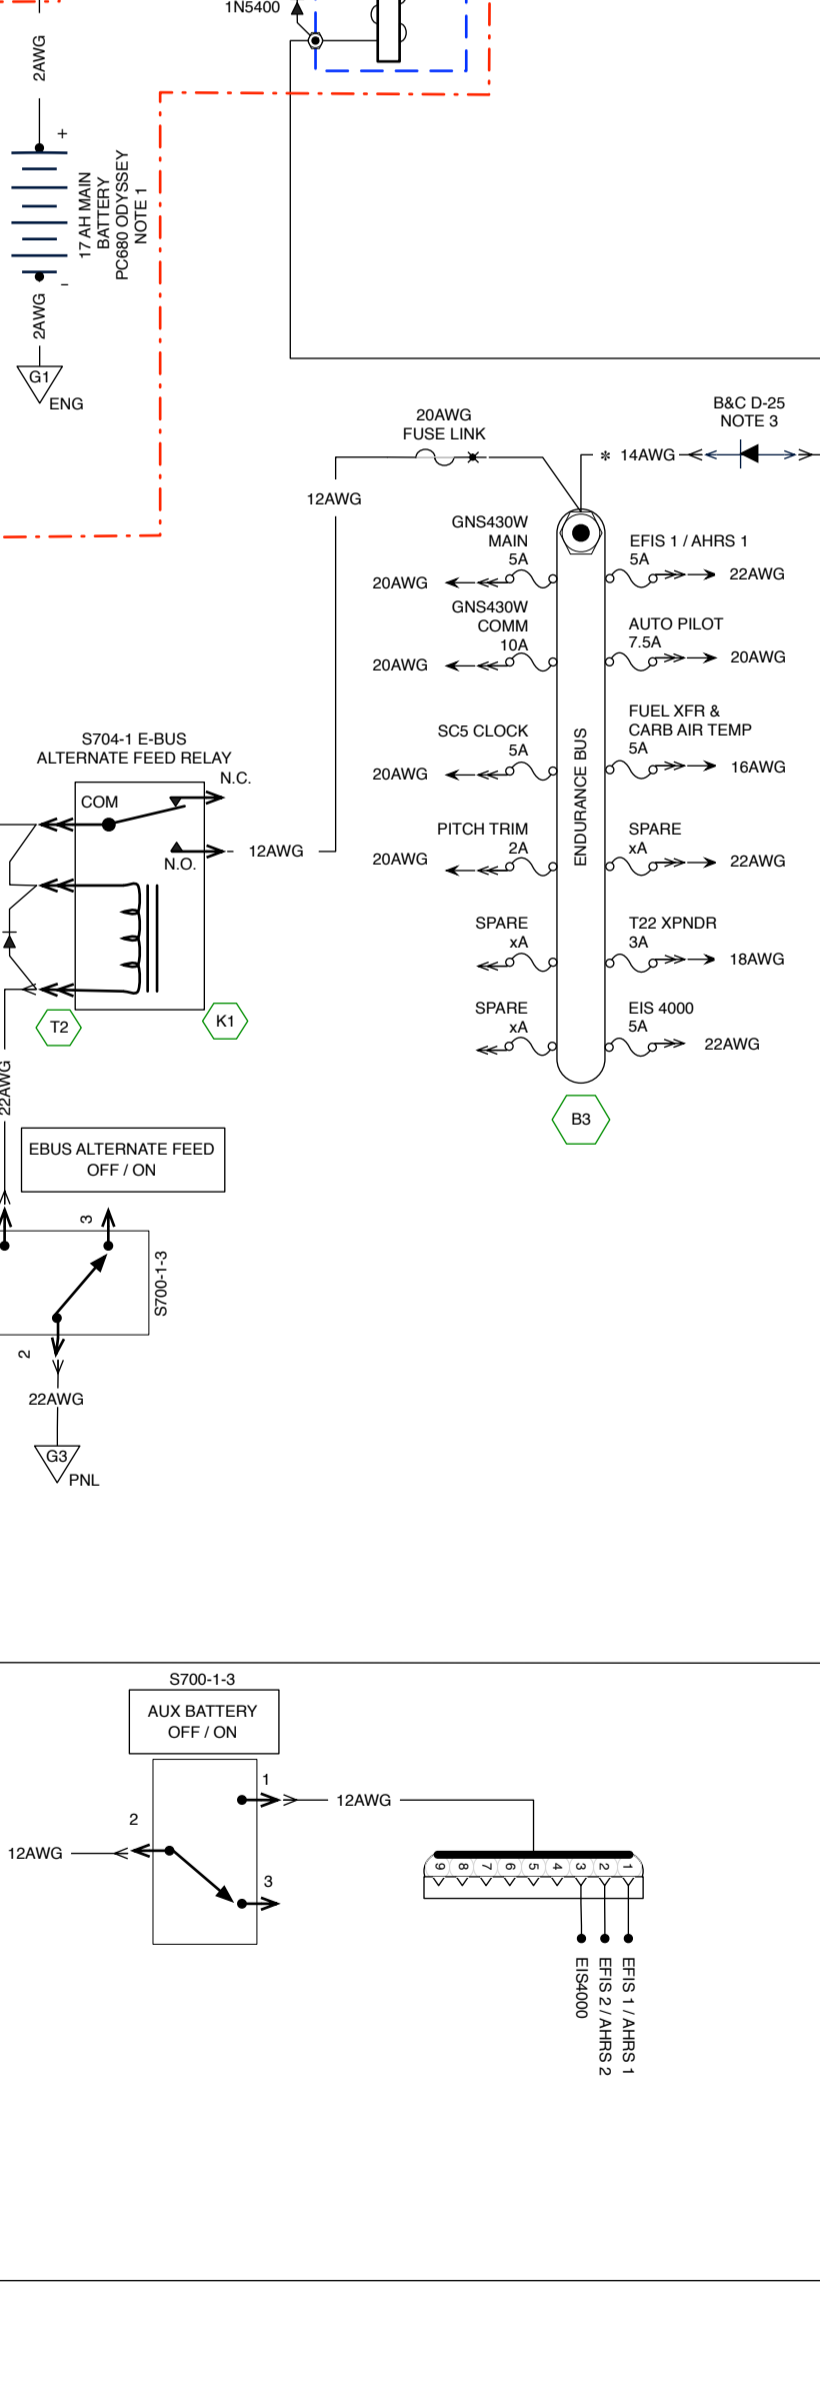 1N5400
2AWG
+
17 AH MAIN
BATTERY
PC680 ODYSSEY
NOTE 1
-
2AWG
G1
ENG
20AWG
FUSE LINK
B&C D-25
NOTE 3
* 14AWG
12AWG
GNS430W
MAIN
5A
20AWG
EFIS 1 / AHRS 1
5A
22AWG
GNS430W
COMM
10A
20AWG
AUTO PILOT
7.5A
20AWG
SC5 CLOCK
5A
20AWG
FUEL XFR &
CARB AIR TEMP
5A
16AWG
ENDURANCE BUS
PITCH TRIM
2A
20AWG
SPARE
xA
22AWG
SPARE
xA
T22 XPNDR
3A
18AWG
SPARE
xA
EIS 4000
5A
22AWG
B3
S704-1 E-BUS
ALTERNATE FEED RELAY
N.C.
COM
N.O.
12AWG
T2
K1
22AWG
EBUS ALTERNATE FEED
OFF / ON
3
S700-1-3
2
22AWG
G3
PNL
S700-1-3
AUX BATTERY
OFF / ON
1
12AWG
2
12AWG
3
9 8 7 6 5 4 3 2 1
EIS4000
EFIS 2 / AHRS 2
EFIS 1 / AHRS 1